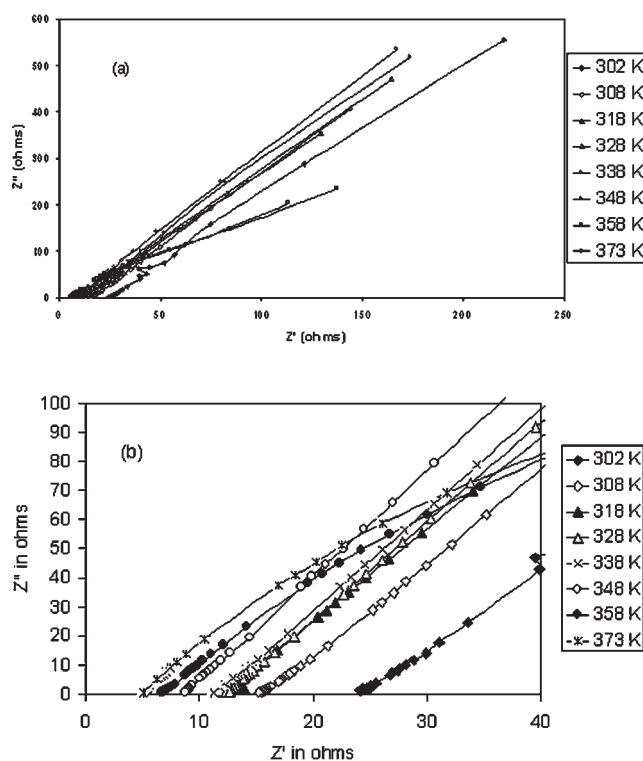 600
500
400
300
200
100
0
Z" (ohms)
(a)
0
50
100
150
200
250
Z' (ohms)
302 K
308 K
318 K
328 K
338 K
348 K
358 K
373 K
100
90
80
70
60
50
40
30
20
10
0
Z" in ohms
(b)
0
10
20
30
40
Z' in ohms
302 K
308 K
318 K
328 K
338 K
348 K
358 K
373 K